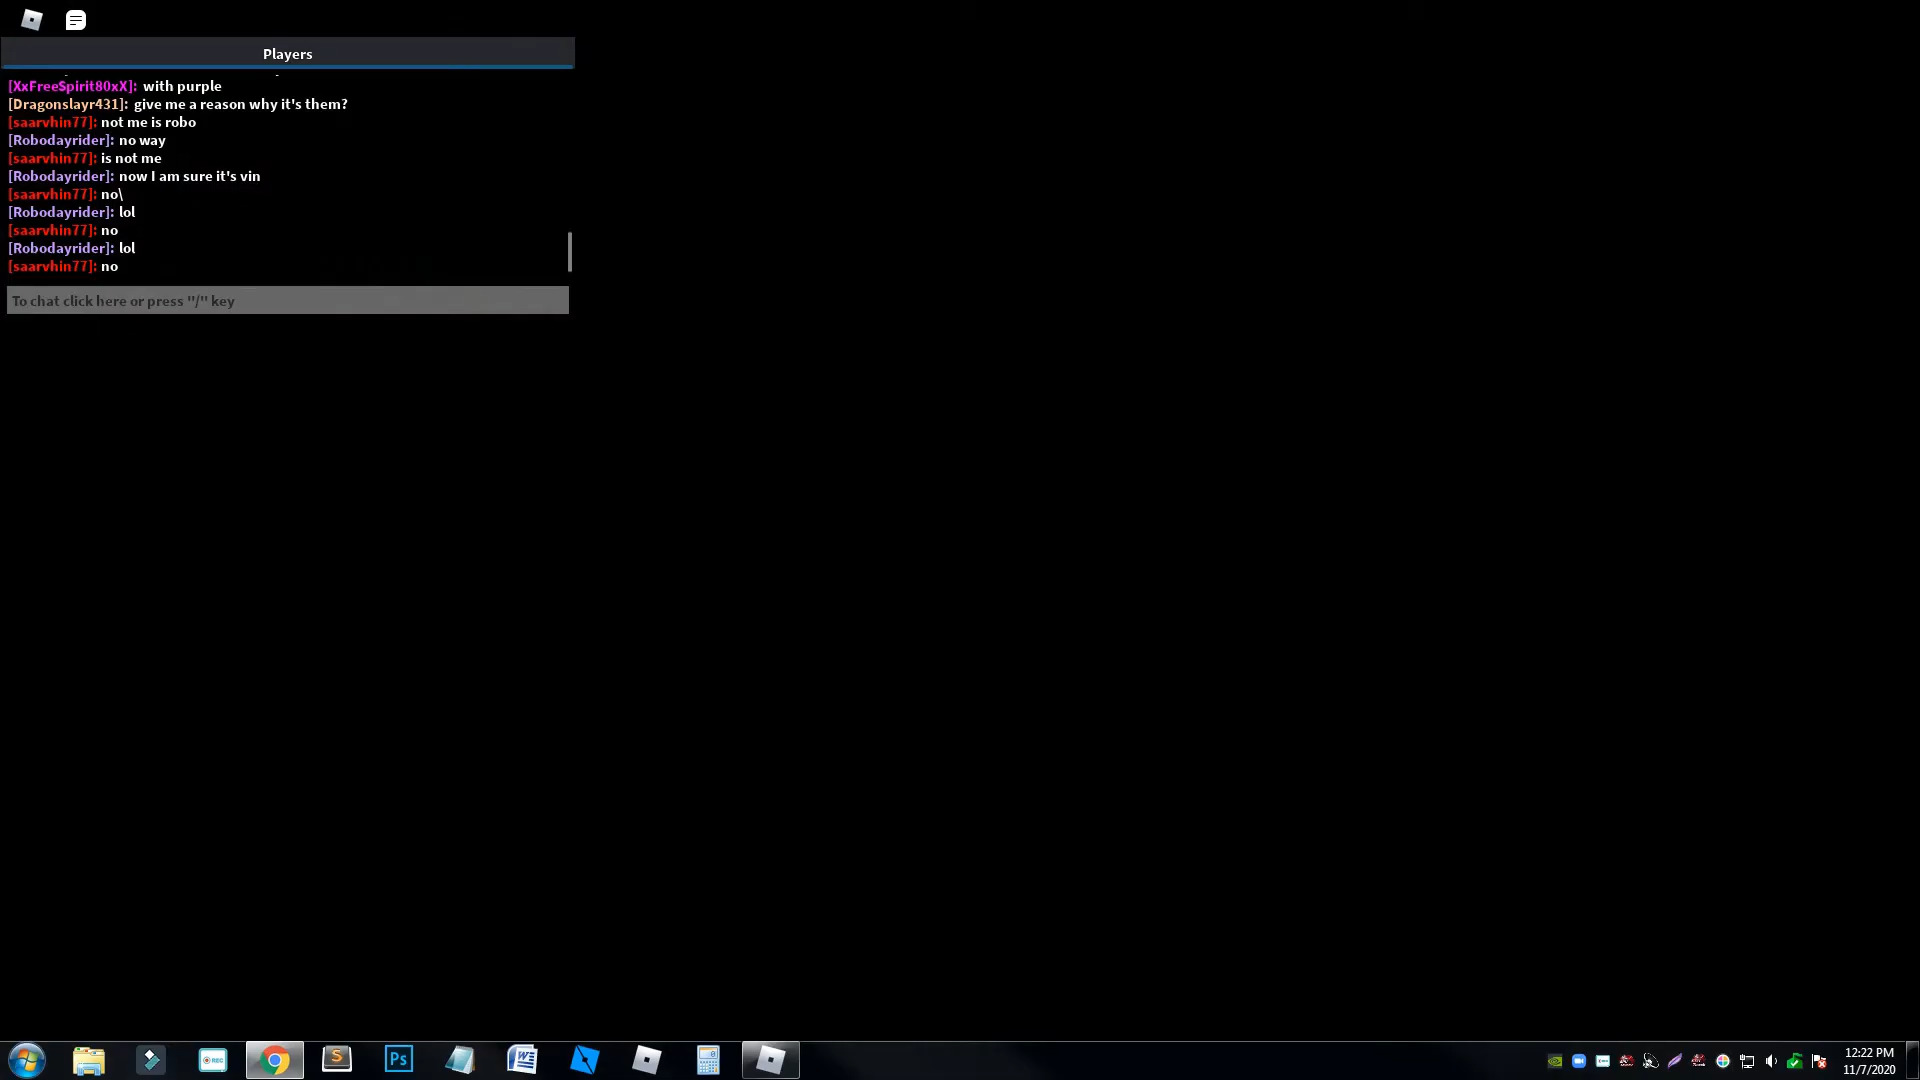 Players
[XxFreeSpirit80xX]: with purple
[Dragonslayr431]: give me a reason why it's them?
[saarvhin77]: not me is robo
[Robodayrider]: no way
[saarvhin77]: is not me
[Robodayrider]: now I am sure it's vin
[saarvhin77]: no\
[Robodayrider]: lol
[saarvhin77]: no
[Robodayrider]: lol
[saarvhin77]: no
To chat click here or press "/" key
REC
S
Ps
W
12:22 PM
11/7/2020